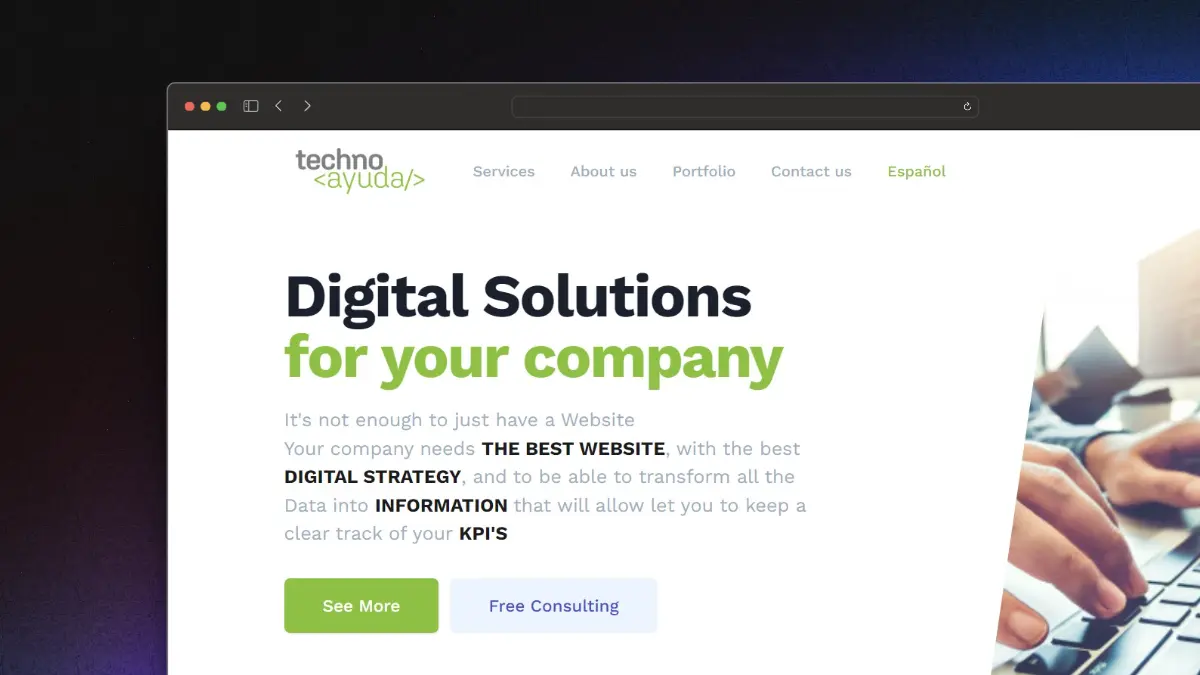 techno
<ayuda/>
Services
About us
Portfolio
Contact us
Español
Digital Solutions
for your company
It's not enough to just have a Website
Your company needs THE BEST WEBSITE, with the best
DIGITAL STRATEGY, and to be able to transform all the
Data into INFORMATION that will allow let you to keep a
clear track of your KPI'S
See More
Free Consulting